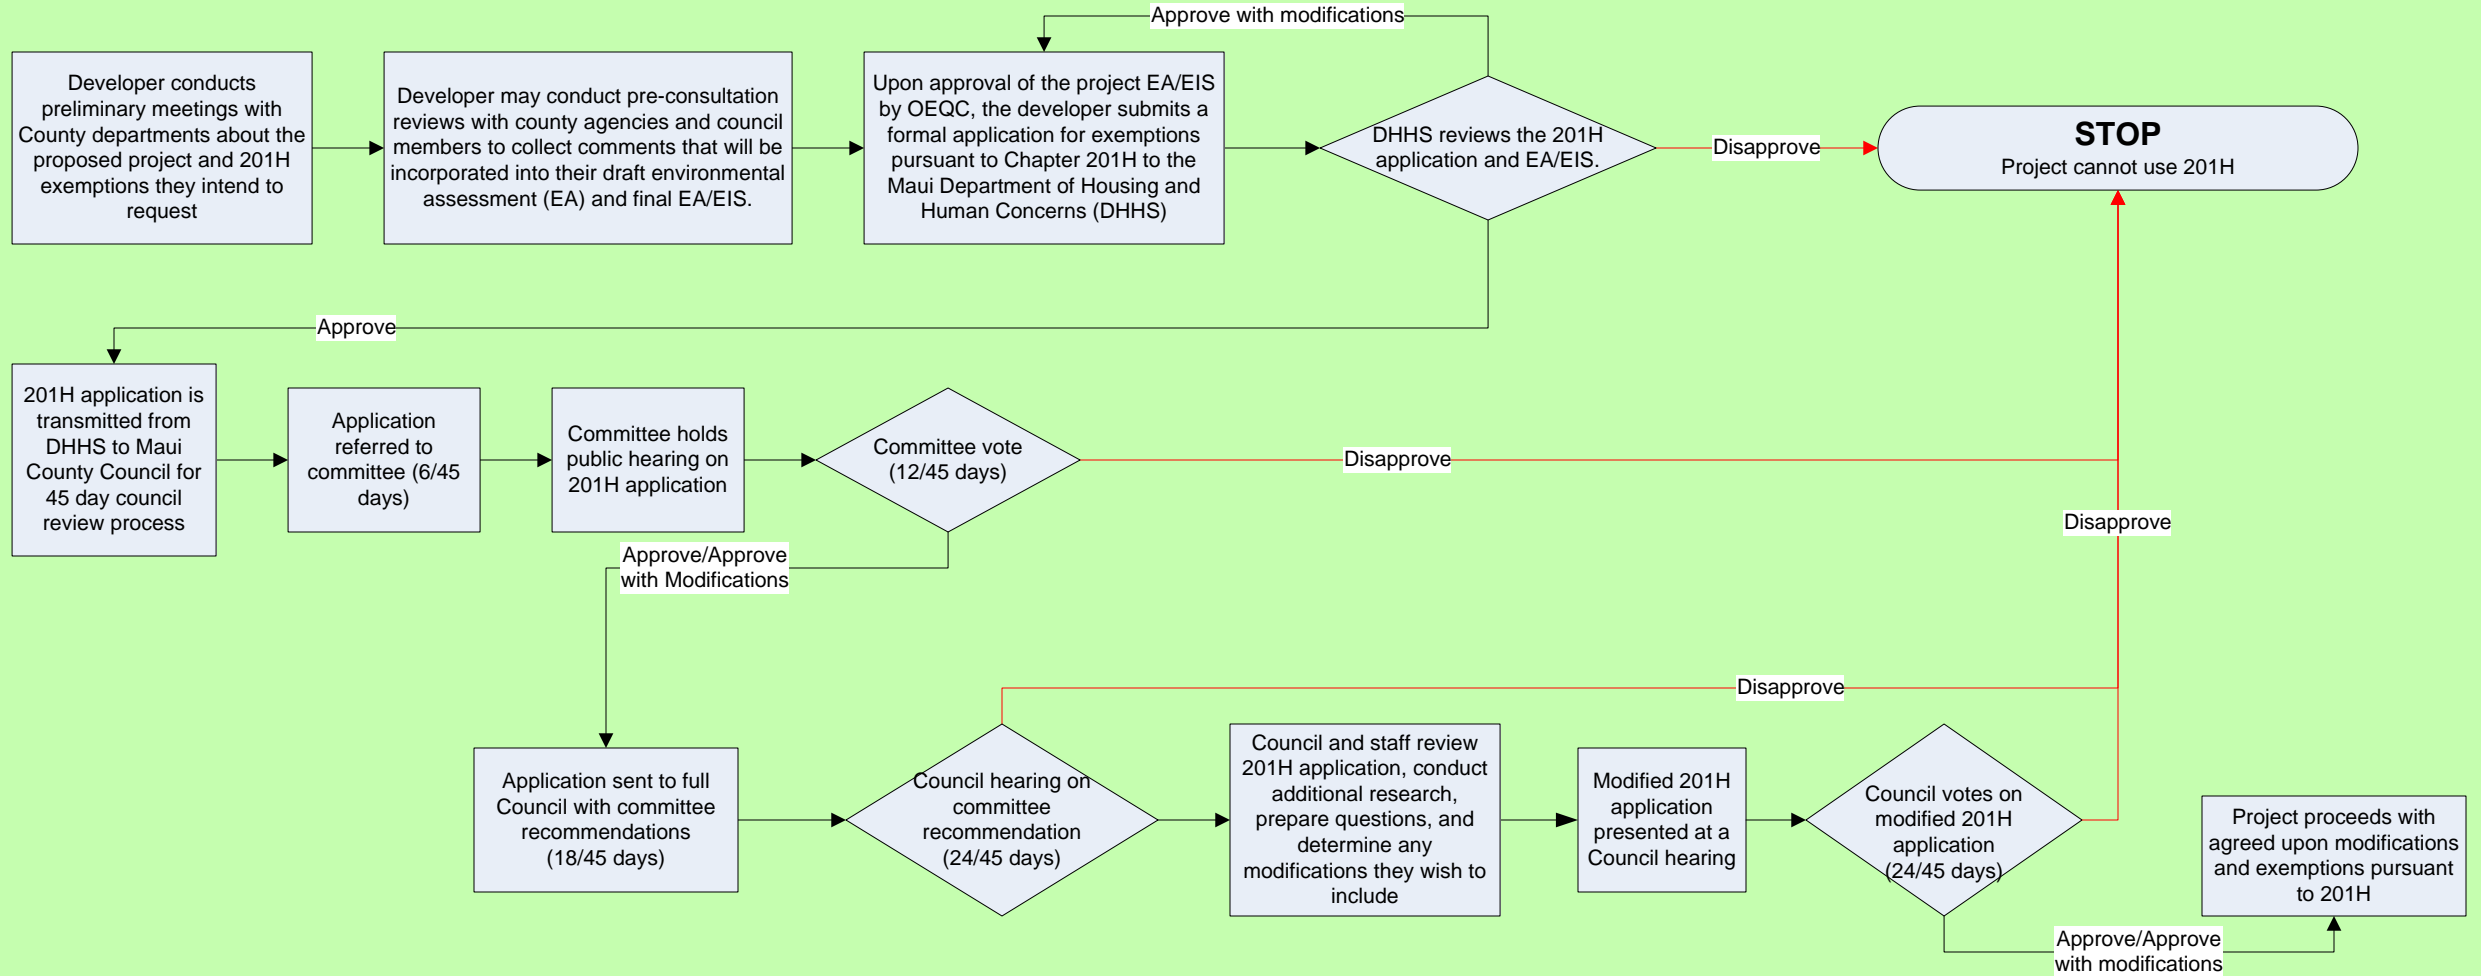 Approve with modifications
Developer conducts
preliminary meetings with
County departments about the
proposed project and 201H
exemptions they intend to
request
Developer may conduct pre-consultation
reviews with county agencies and council
members to collect comments that will be
incorporated into their draft environmental
assessment (EA) and final EA/EIS.
Upon approval of the project EA/EIS
by OEQC, the developer submits a
formal application for exemptions
pursuant to Chapter 201H to the
Maui Department of Housing and
Human Concerns (DHHS)
DHHS reviews the 201H
application and EA/EIS.
Disapprove
STOP
Project cannot use 201H
Approve
201H application is
transmitted from
DHHS to Maui
County Council for
45 day council
review process
Application
referred to
committee (6/45
days)
Committee holds
public hearing on
201H application
Committee vote
(12/45 days)
Disapprove
Disapprove
Approve/Approve
with Modifications
Disapprove
Application sent to full
Council with committee
recommendations
(18/45 days)
Council hearing on
committee
recommendation
(24/45 days)
Council and staff review
201H application, conduct
additional research,
prepare questions, and
determine any
modifications they wish to
include
Modified 201H
application
presented at a
Council hearing
Council votes on
modified 201H
application
(24/45 days)
Project proceeds with
agreed upon modifications
and exemptions pursuant
to 201H
Approve/Approve
with modifications